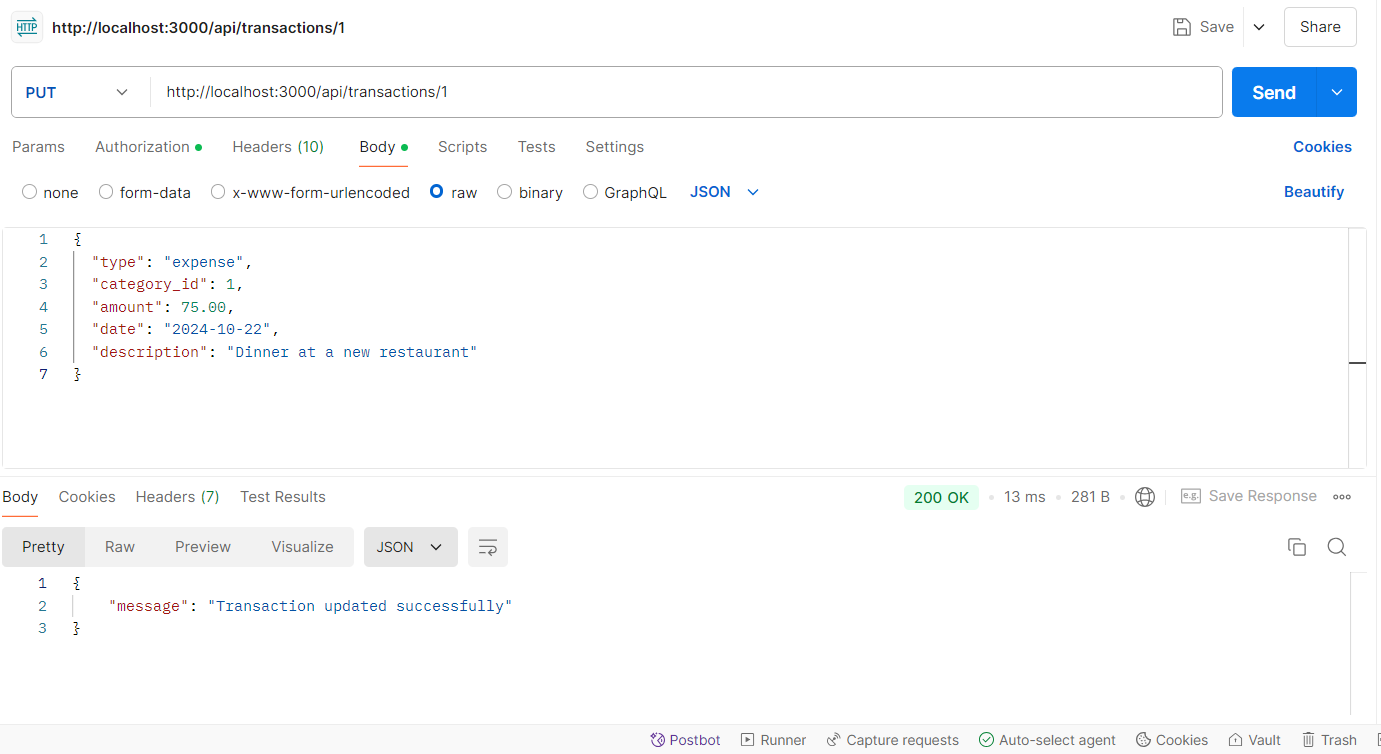 HTTP http://localhost:3000/api/transactions/1 Save Share
PUT http://localhost:3000/api/transactions/1 Send
Params Authorization Headers (10) Body Scripts Tests Settings Cookies
none form-data x-www-form-urlencoded raw binary GraphQL JSON Beautify
1 {
2 "type": "expense",
3 "category_id": 1,
4 "amount": 75.00,
5 "date": "2024-10-22",
6 "description": "Dinner at a new restaurant"
7 }
Body Cookies Headers (7) Test Results 200 OK 13 ms 281 B e.g. Save Response
Pretty Raw Preview Visualize JSON
1 {
2 "message": "Transaction updated successfully"
3 }
Postbot Runner Capture requests Auto-select agent Cookies Vault Trash